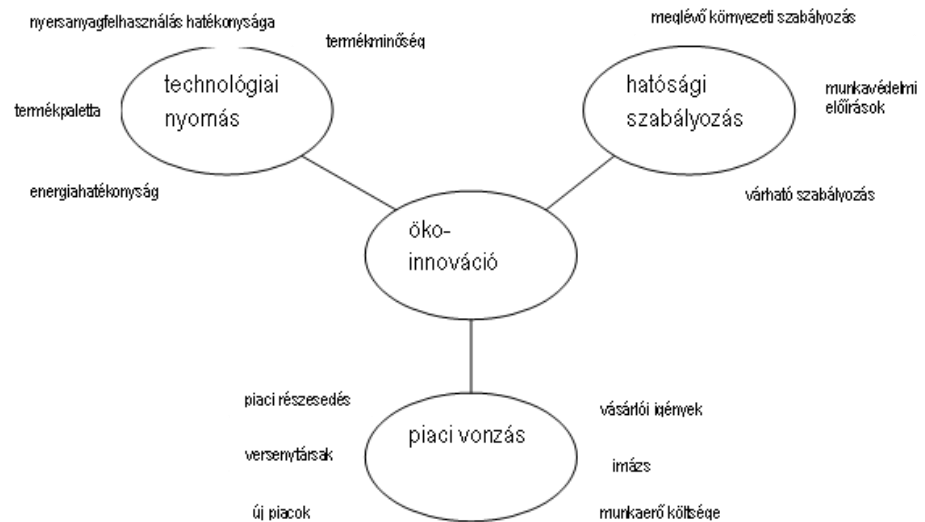 nyersanyagfelhasználás hatékonysága
termékminőség
technológiai
nyomás
termékpaletta
energiahatékonyság
meglévő környezeti szabályozás
hatósági
szabályozás
munkavédelmi
előírások
várható szabályozás
öko-
innováció
piaci részesedés
versenytársak
új piacok
piaci vonzás
vásárlói igények
imázs
munkaerő költsége